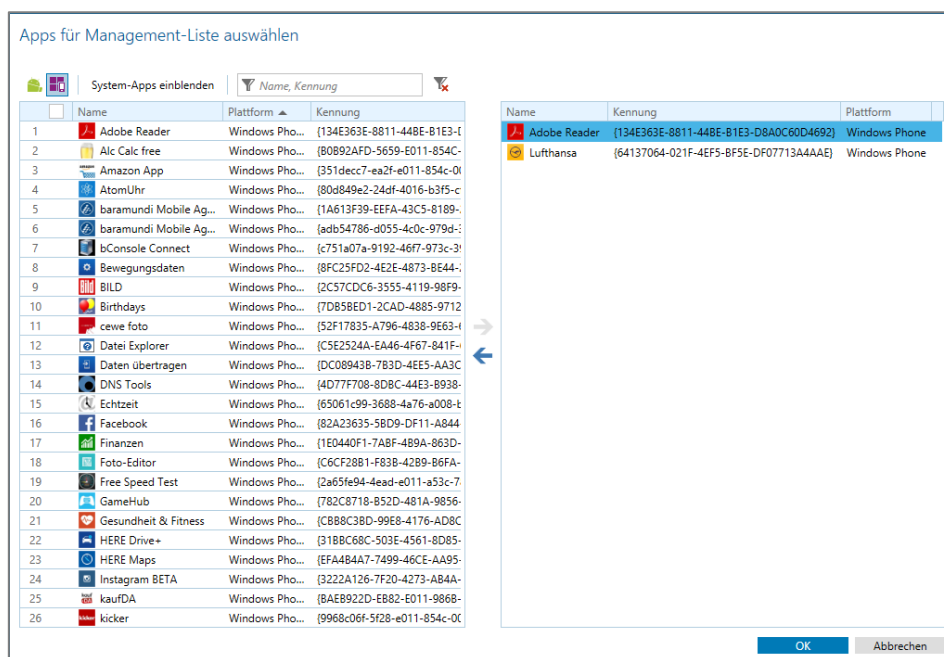 Apps für Management-Liste auswählen
System-Apps einblenden Name, Kennung
Name Plattform Kennung
1 Adobe Reader Windows Pho... {134E363E-8811-44BE-B1E3-D
2 Alc Calc free Windows Pho... {B0B92AFD-5659-E011-854C-
3 Amazon App Windows Pho... {351decc7-ea2f-e011-854c-00
4 AtomUhr Windows Pho... {80d849e2-24df-4016-b3f5-c
5 baramundi Mobile Ag... Windows Pho... {1A613F39-EEFA-43C5-8189-
6 baramundi Mobile Ag... Windows Pho... {adb54786-d055-4c0c-979d-
7 bConsole Connect Windows Pho... {c751a07a-9192-46f7-973c-39
8 Bewegungsdaten Windows Pho... {8FC25FD2-4E2E-4873-BE44-
9 BILD Windows Pho... {2C57CDC6-3555-4119-98F9-
10 Birthdays Windows Pho... {7DB5BED1-2CAD-4885-9712
11 cewe foto Windows Pho... {52F17835-A796-4838-9E63-
12 Datei Explorer Windows Pho... {C5E2524A-EA46-4F67-841F-
13 Daten übertragen Windows Pho... {DC08943B-7B3D-4EE5-AA3C
14 DNS Tools Windows Pho... {4D77F708-8DBC-44E3-B938-
15 Echtzeit Windows Pho... {65061c99-3688-4a76-a008-b
16 Facebook Windows Pho... {82A23635-5BD9-DF11-A844
17 Finanzen Windows Pho... {1E0440F1-7ABF-4B9A-863D-
18 Foto-Editor Windows Pho... {C6CF28B1-F83B-42B9-B6FA-
19 Free Speed Test Windows Pho... {2a65fe94-4ead-e011-a53c-7
20 GameHub Windows Pho... {782C8718-B52D-481A-9856-
21 Gesundheit & Fitness Windows Pho... {CBB8C3BD-99E8-4176-AD8C
22 HERE Drive+ Windows Pho... {31BBC68C-503E-4561-8D85-
23 HERE Maps Windows Pho... {EFA4B4A7-7499-46CE-AA95-
24 Instagram BETA Windows Pho... {3222A126-7F20-4273-AB4A-
25 kaufDA Windows Pho... {BAEB922D-EB82-E011-986B-
26 kicker Windows Pho... {9968c06f-5f28-e011-854c-00
Name Kennung Plattform
Adobe Reader {134E363E-8811-44BE-B1E3-D8A0C60D4692} Windows Phone
Lufthansa {64137064-021F-4EF5-BF5E-DF07713A4AAE} Windows Phone
OK Abbrechen